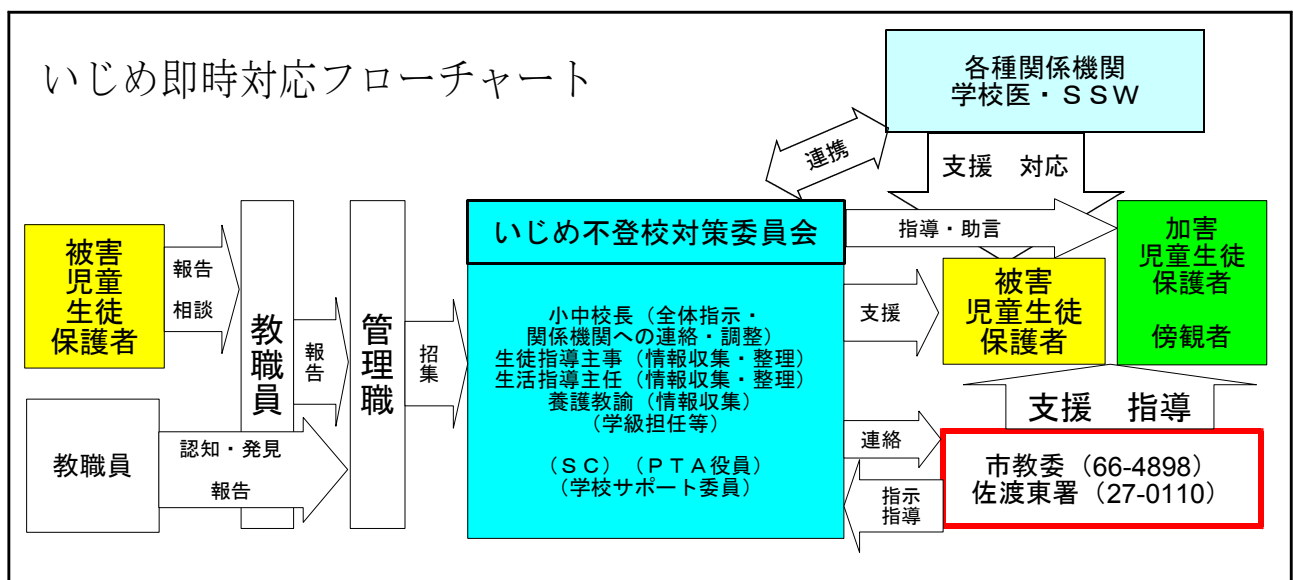 いじめ即時対応フローチャート
各種関係機関
学校医・ＳＳＷ
連携
支援　対応
被害
児童
生徒
保護者
報告
相談
教職員
報告
管理職
招集
教職員
認知・発見
報告
いじめ不登校対策委員会
小中校長（全体指示・
関係機関への連絡・調整）
生徒指導主事（情報収集・整理）
生活指導主任（情報収集・整理）
養護教諭（情報収集）
（学級担任等）
（ＳＣ）（ＰＴＡ役員）
（学校サポート委員）
指導・助言
支援
連絡
指示
指導
被害
児童生徒
保護者
加害
児童生徒
保護者
傍観者
支援　指導
市教委（66-4898）
佐渡東署（27-0110）